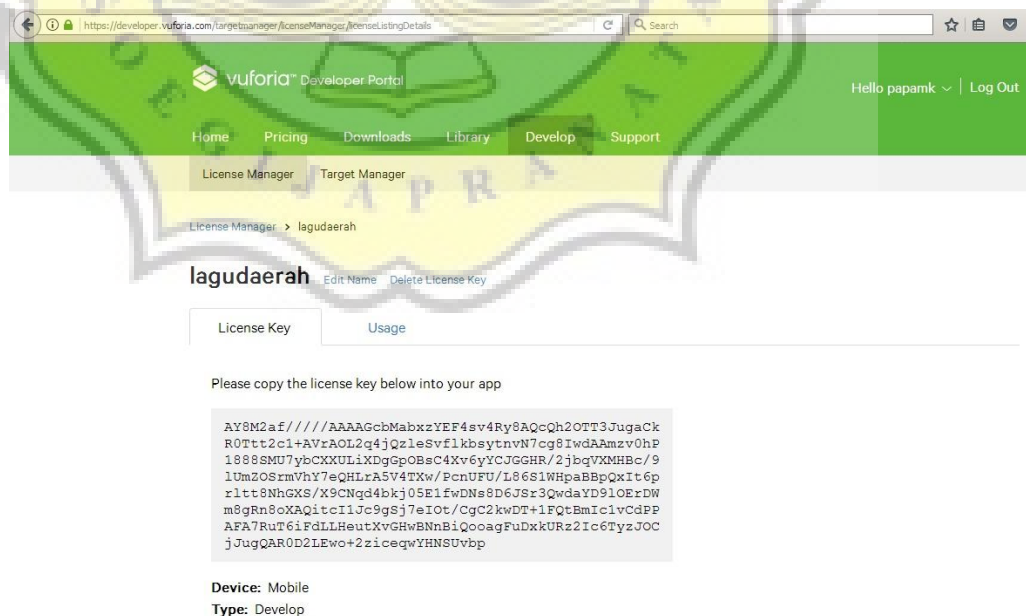 https://developer.vuforia.com/targetmanager/licenseManager/licenseListingDetails
Search
vuforia™ Developer Portal
Hello papamk | Log Out
Home Pricing Downloads Library Develop Support
License Manager Target Manager
License Manager > lagudaerah
lagudaerah Edit Name Delete License Key
License Key Usage
Please copy the license key below into your app
AY8M2af/////AAAAGcbMabxzYEF4sv4Ry8AQcQh2OTT3JugaCk
R0Ttt2c1+AVrAOL2q4jQzleSvflkbsytnvN7cg8IwdAAmzv0hP
1888SMU7ybCXXULiXDgGpOBsC4Xv6yYCJGGHR/2jbqVXMHBc/9
lUmZOSrmVhY7eQHLrA5V4TXw/PcnUFU/L86S1WHpaBBpQxIt6p
rltt8NhGXS/X9CNqd4bkj05E1fwDNs8D6JSr3QwdaYD9lOErDW
m8gRn8oXAQitcI1Jc9gSj7eIOt/CgC2kwDT+1FQtBmIc1vCdPP
AFA7RuT6iFdLLHeutXvGHwBNnBiQooagFuDxkURz2Ic6TyzJOC
jJugQAR0D2LEwo+2ziceqwYHNSUvbp
Device: Mobile
Type: Develop